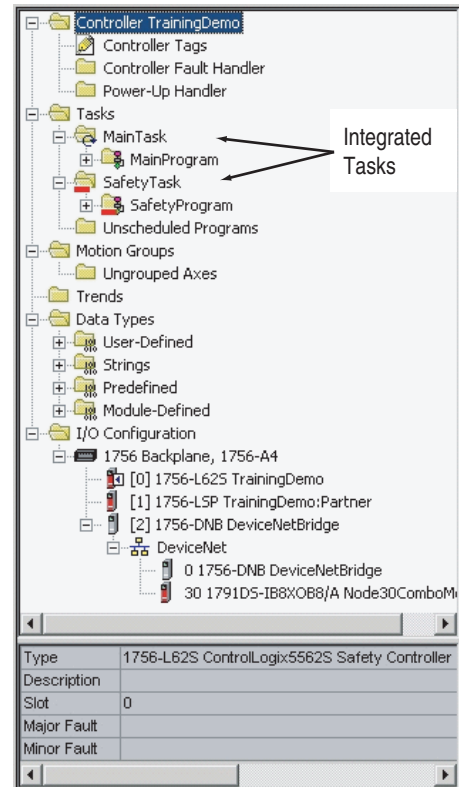 Controller TrainingDemo
Controller Tags
Controller Fault Handler
Power-Up Handler
Tasks
MainTask
MainProgram
SafetyTask
SafetyProgram
Unscheduled Programs
Integrated
Tasks
Motion Groups
Ungrouped Axes
Trends
Data Types
User-Defined
Strings
Predefined
Module-Defined
I/O Configuration
1756 Backplane, 1756-A4
[0] 1756-L62S TrainingDemo
[1] 1756-LSP TrainingDemo:Partner
[2] 1756-DNB DeviceNetBridge
DeviceNet
0 1756-DNB DeviceNetBridge
30 1791DS-IB8XOB8/A Node30ComboM
Type 1756-L62S ControlLogix5562S Safety Controller
Description
Slot 0
Major Fault
Minor Fault